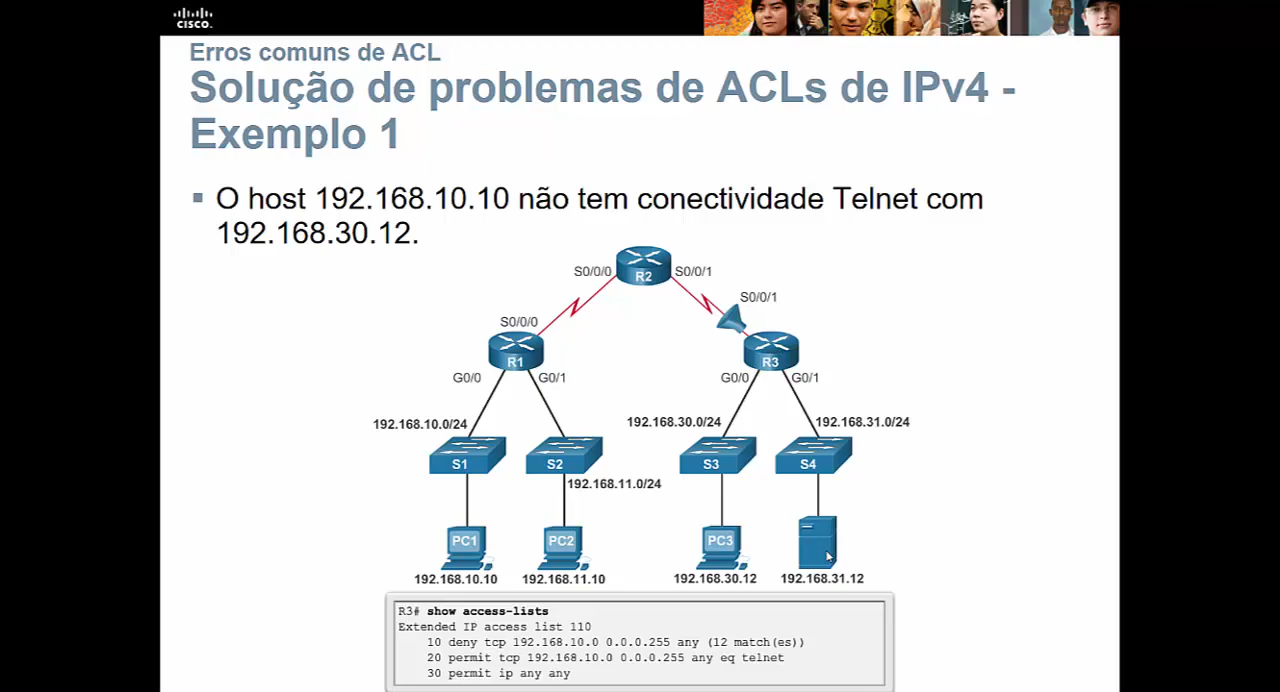 CISCO.
Erros comuns de ACL
Solução de problemas de ACLs de IPv4 -
Exemplo 1
O host 192.168.10.10 não tem conectividade Telnet com
192.168.30.12.
S0/0/0 R2 S0/0/1
S0/0/1
S0/0/0
R1 R3
G0/0 G0/1 G0/0 G0/1
192.168.10.0/24 192.168.30.0/24 192.168.31.0/24
S1 S2 S3 S4
192.168.11.0/24
PC1 PC2 PC3
192.168.10.10 192.168.11.10 192.168.30.12 192.168.31.12
R3# show access-lists
Extended IP access list 110
10 deny tcp 192.168.10.0 0.0.0.255 any (12 match(es))
20 permit tcp 192.168.10.0 0.0.0.255 any eq telnet
30 permit ip any any